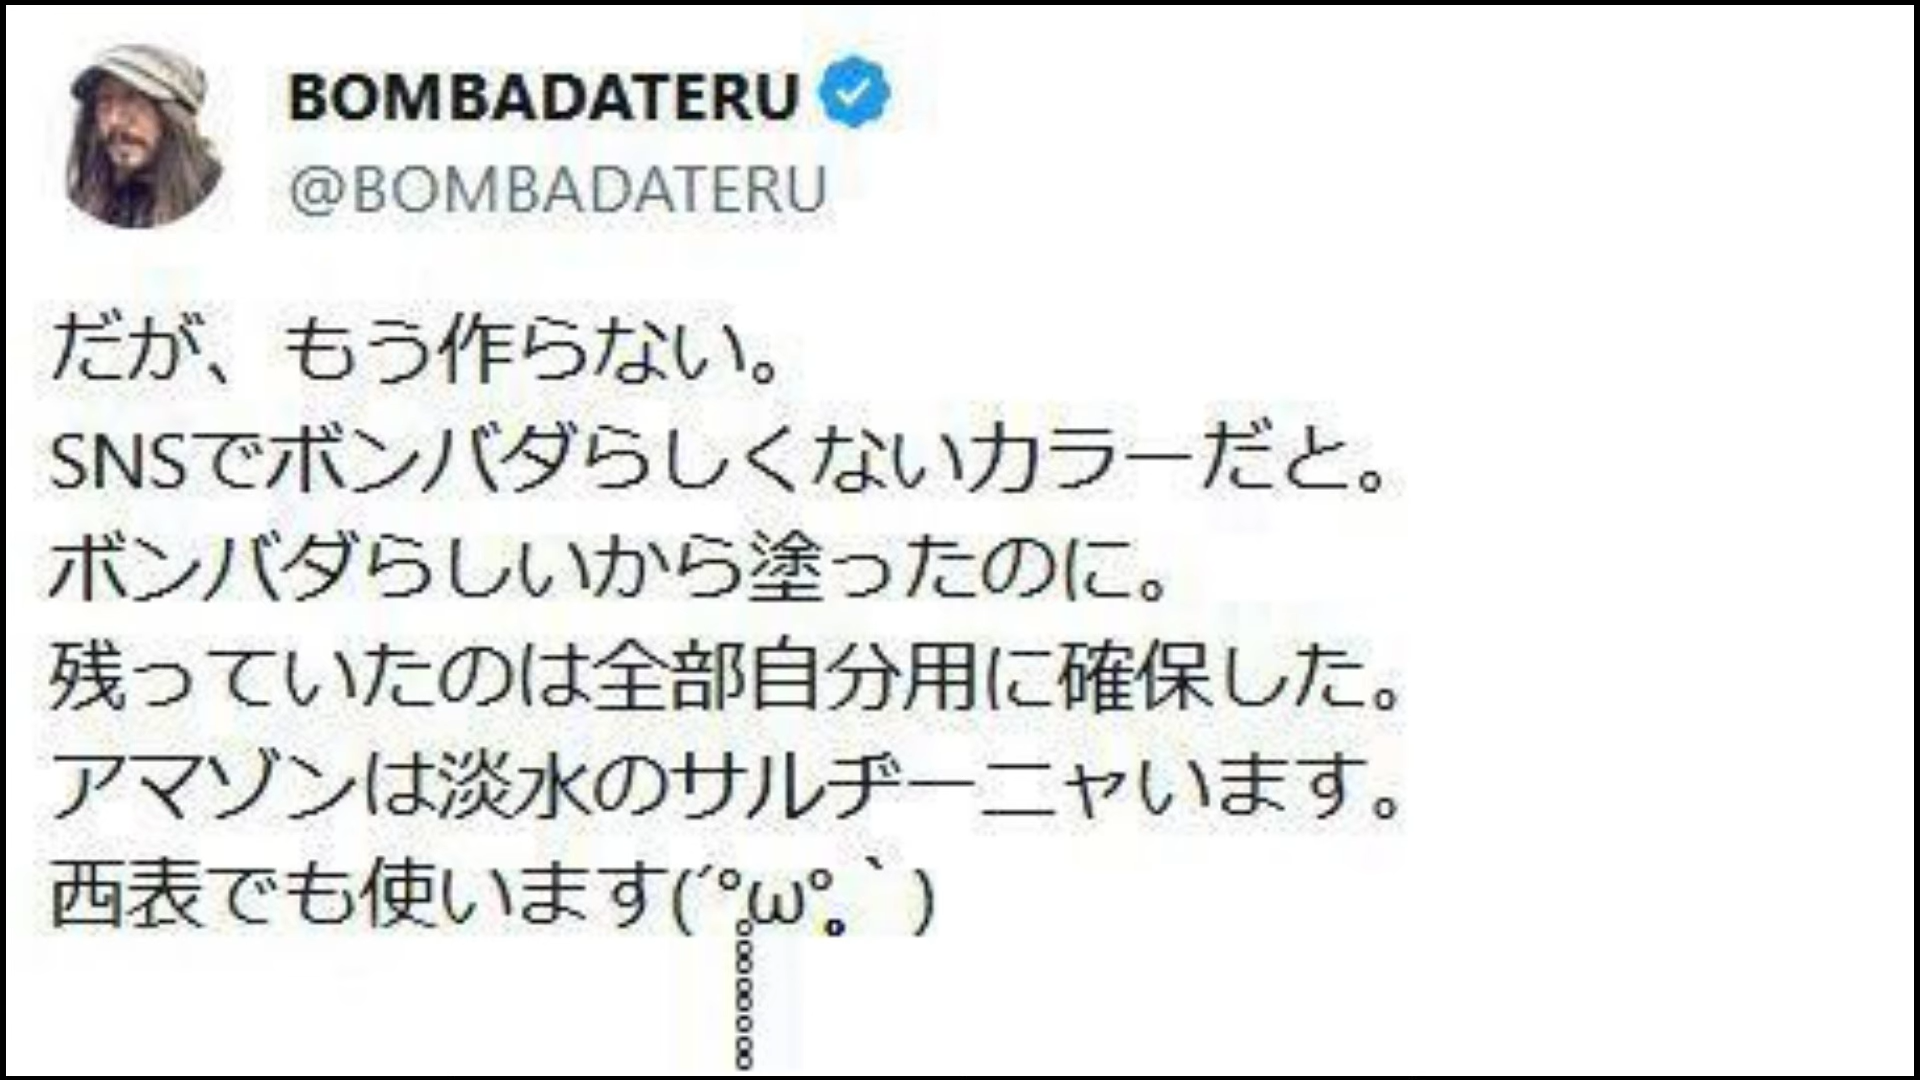 BOMBADATERU
@BOMBADATERU
だが、もう作らない。
SNSでボンバダらしくないカラーだと。
ボンバダらしいから塗ったのに。
残っていたのは全部自分用に確保した。
アマゾンは淡水のサルヂーニャいます。
西表でも使います(´°̥̥̥̥̥̥̥̥ω°̥̥｀)